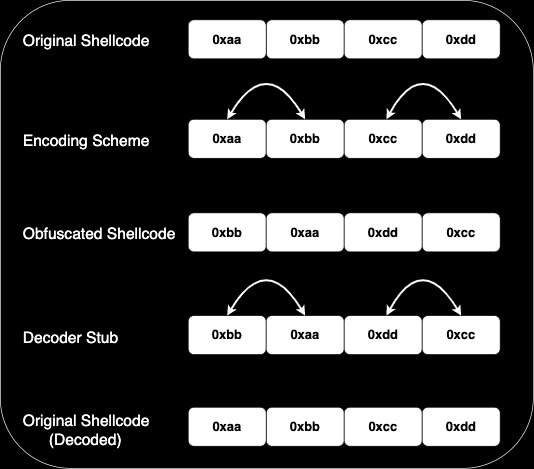 Original Shellcode 0xaa 0xbb 0xcc 0xdd
Encoding Scheme 0xaa 0xbb 0xcc 0xdd
Obfuscated Shellcode 0xbb 0xaa 0xdd 0xcc
Decoder Stub 0xbb 0xaa 0xdd 0xcc
Original Shellcode 0xaa 0xbb 0xcc 0xdd
(Decoded)